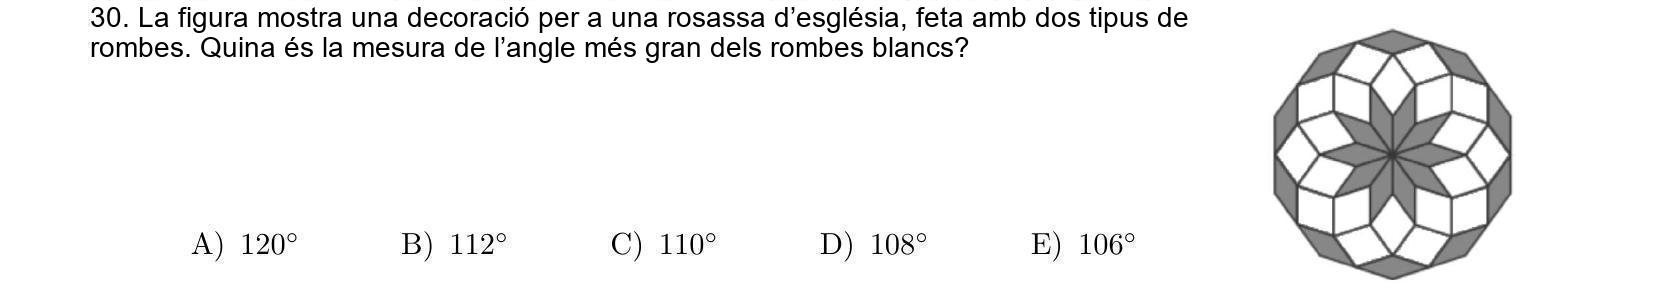 30. La figura mostra una decoració per a una rosassa d’església, feta amb dos tipus de
rombes. Quina és la mesura de l’angle més gran dels rombes blancs?
A) 120° B) 112° C) 110° D) 108° E) 106°